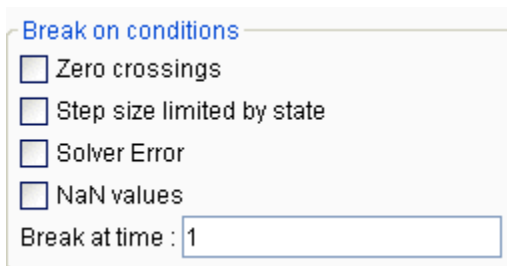 Break on conditions
Zero crossings
Step size limited by state
Solver Error
NaN values
Break at time : 1